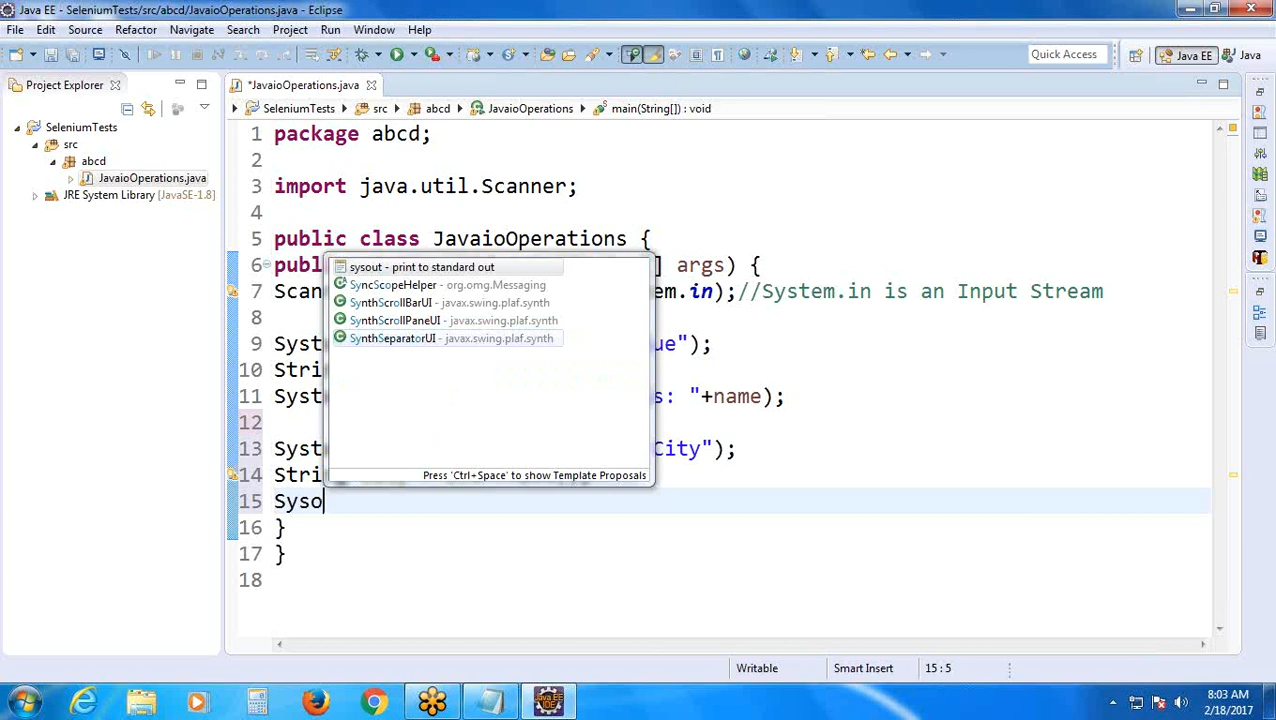 Java EE - SeleniumTests/src/abcd/JavaioOperations.java - Eclipse
File Edit Source Refactor Navigate Search Project Run Window Help
Quick Access
Java EE
Java
Project Explorer
*JavaioOperations.java
SeleniumTests
src
abcd
JavaioOperations
main(String[]) : void
SeleniumTests
src
abcd
JavaioOperations.java
JRE System Library [JavaSE-1.8]
1 package abcd;
2
3 import java.util.Scanner;
4
5 public class JavaioOperations {
6 publ ] args) {
7 Scan em.in);//System.in is an Input Stream
8
9 Syst ue");
10 Stri
11 Syst s: "+name);
12
13 Syst City");
14 Stri
15 Syso
16 }
17 }
18
sysout - print to standard out
SyncScopeHelper - org.omg.Messaging
SynthScrollBarUI - javax.swing.plaf.synth
SynthScrollPaneUI - javax.swing.plaf.synth
SynthSeparatorUI - javax.swing.plaf.synth
Press 'Ctrl+Space' to show Template Proposals
Writable
Smart Insert
15 : 5
Java EE
IDE
8:03 AM
2/18/2017